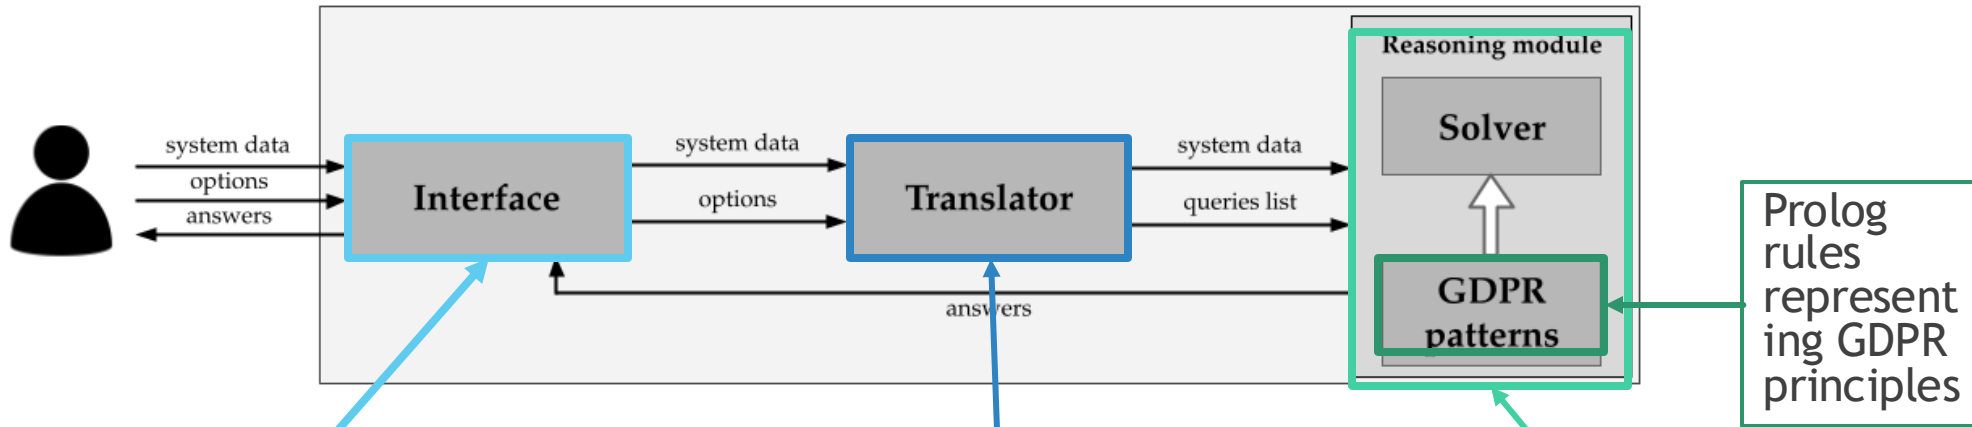 system data
options
answers
Interface
system data
options
Translator
system data
queries list
answers
Reasoning module
Solver
GDPR
patterns
Prolog
rules
represent
ing GDPR
principles